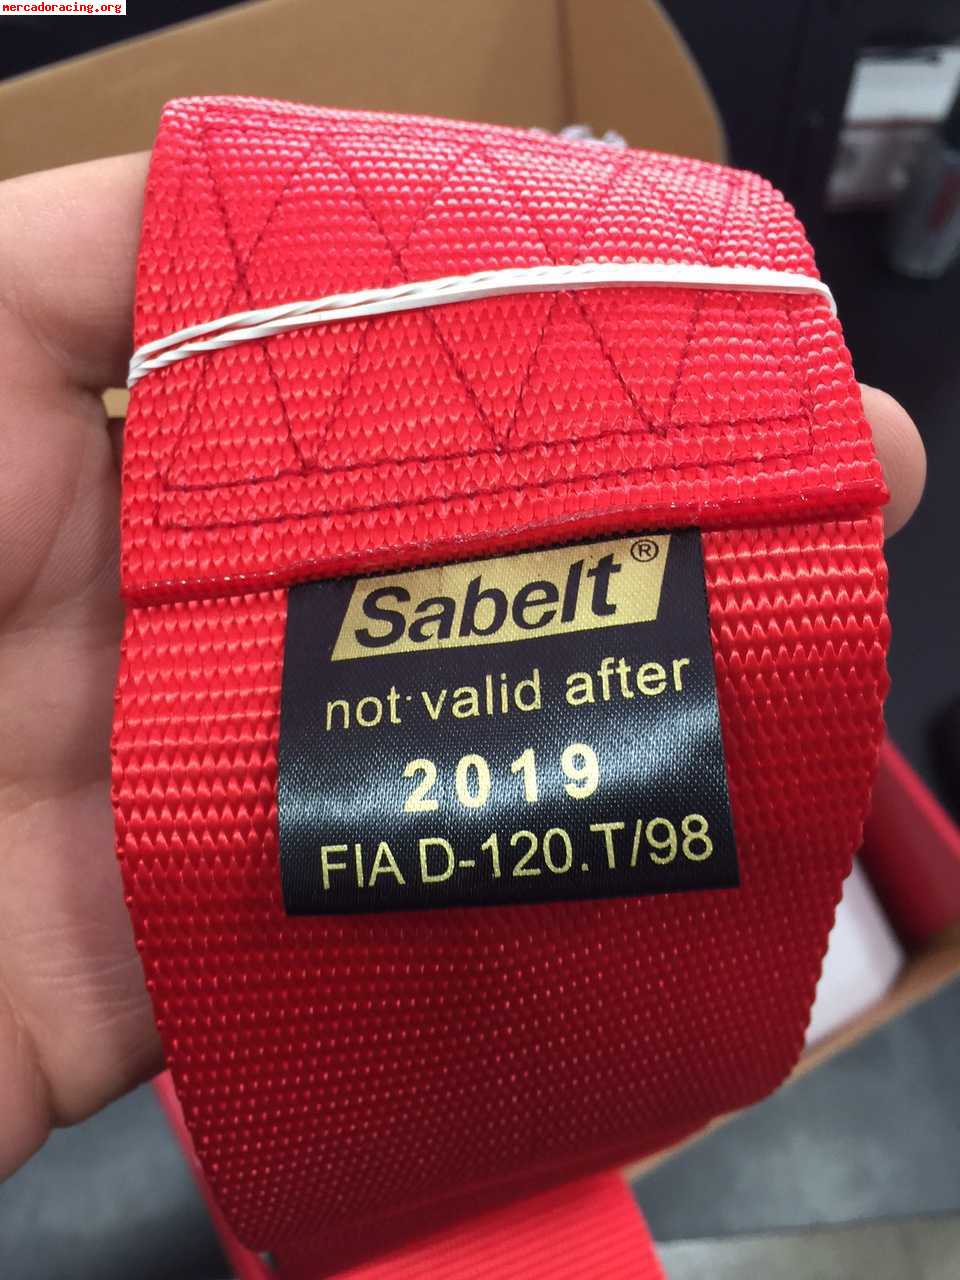 mercadoracing.org
Sabelt®
not valid after
2019
FIA D-120.T/98